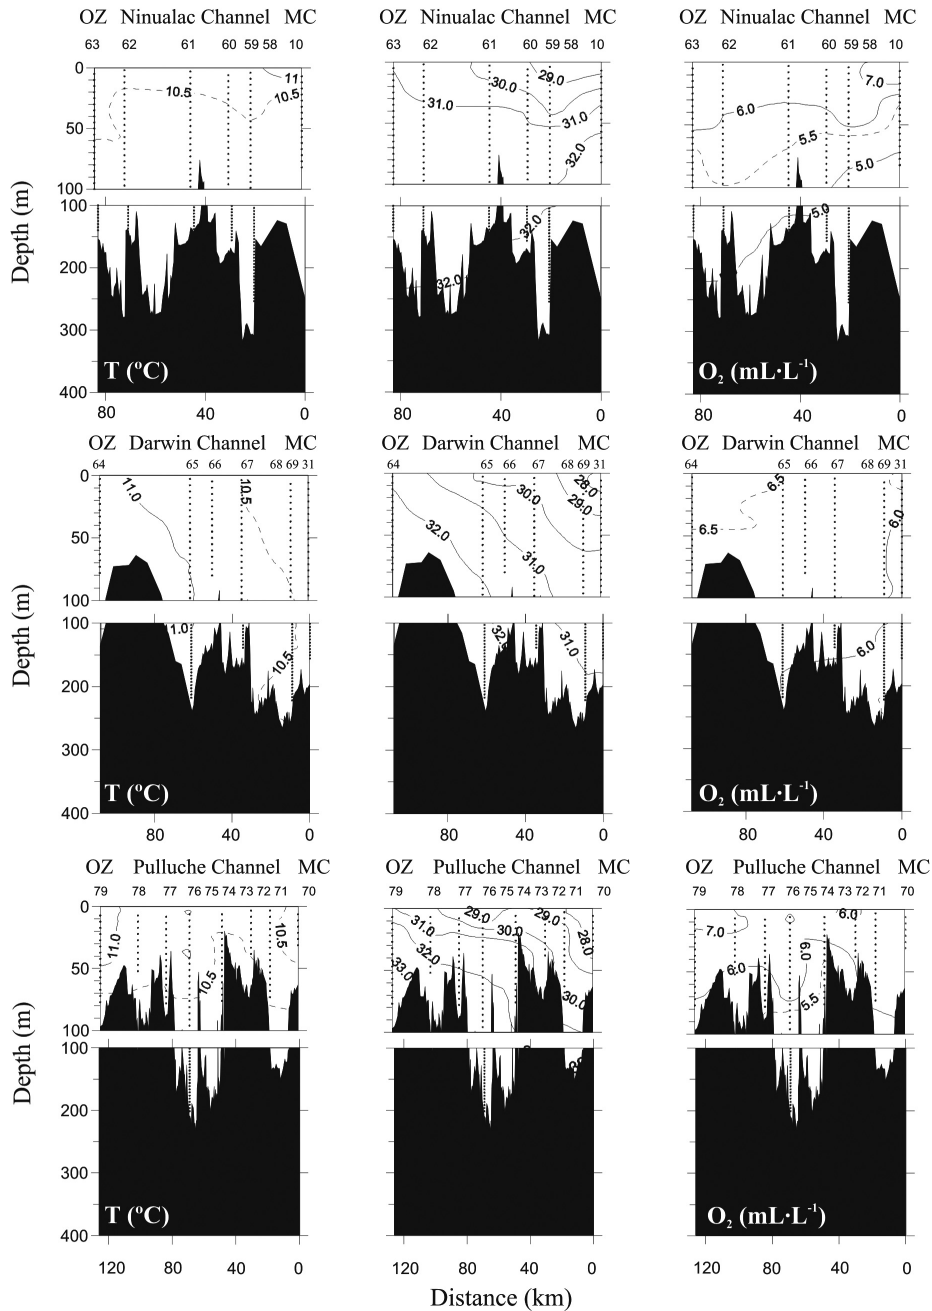 OZ Ninualac Channel MC
63 62 61 60 59 58 10
OZ Ninualac Channel MC
63 62 61 60 59 58 10
OZ Ninualac Channel MC
63 62 61 60 59 58 10
0
50
100
Depth (m)
11
10.5
10.5
29.0
30.0
31.0
31.0
32.0
7.0
6.0
5.5
5.0
100
200
300
400
32.0
32.0
5.0
T (ºC)
O₂ (mL·L⁻¹)
80 40 0
80 40 0
80 40 0
OZ Darwin Channel MC
64 65 66 67 68 69 31
OZ Darwin Channel MC
64 65 66 67 68 69 31
OZ Darwin Channel MC
64 65 66 67 68 69 31
0
50
100
Depth (m)
11.0
10.5
28.0
30.0
29.0
32.0
31.0
6.5
6.5
6.0
100
200
300
400
1.0
10.5
32.
31.0
6.0
T (ºC)
O₂ (mL·L⁻¹)
80 40 0
80 40 0
80 40 0
OZ Pulluche Channel MC
79 78 77 76 75 74 73 72 71 70
OZ Pulluche Channel MC
79 78 77 76 75 74 73 72 71 70
OZ Pulluche Channel MC
79 78 77 76 75 74 73 72 71 70
0
50
100
Depth (m)
11.0
10.5
10.5
29.0
29.0
31.0
30.0
28.0
32.0
33.0
30.0
6.0
7.0
6.0
6.0
5.5
100
200
300
400
T (ºC)
O₂ (mL·L⁻¹)
120 80 40 0
120 80 40 0
120 80 40 0
Distance (km)